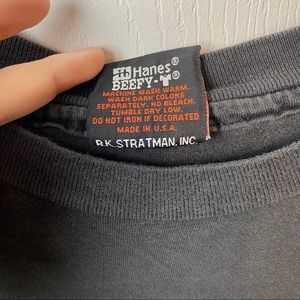 Hanes®
BEEFY-T®
MACHINE WASH WARM.
WASH DARK COLORS
SEPARATELY. NO BLEACH.
TUMBLE DRY LOW.
DO NOT IRON IF DECORATED
MADE IN U.S.A.
R.K. STRATMAN, INC.